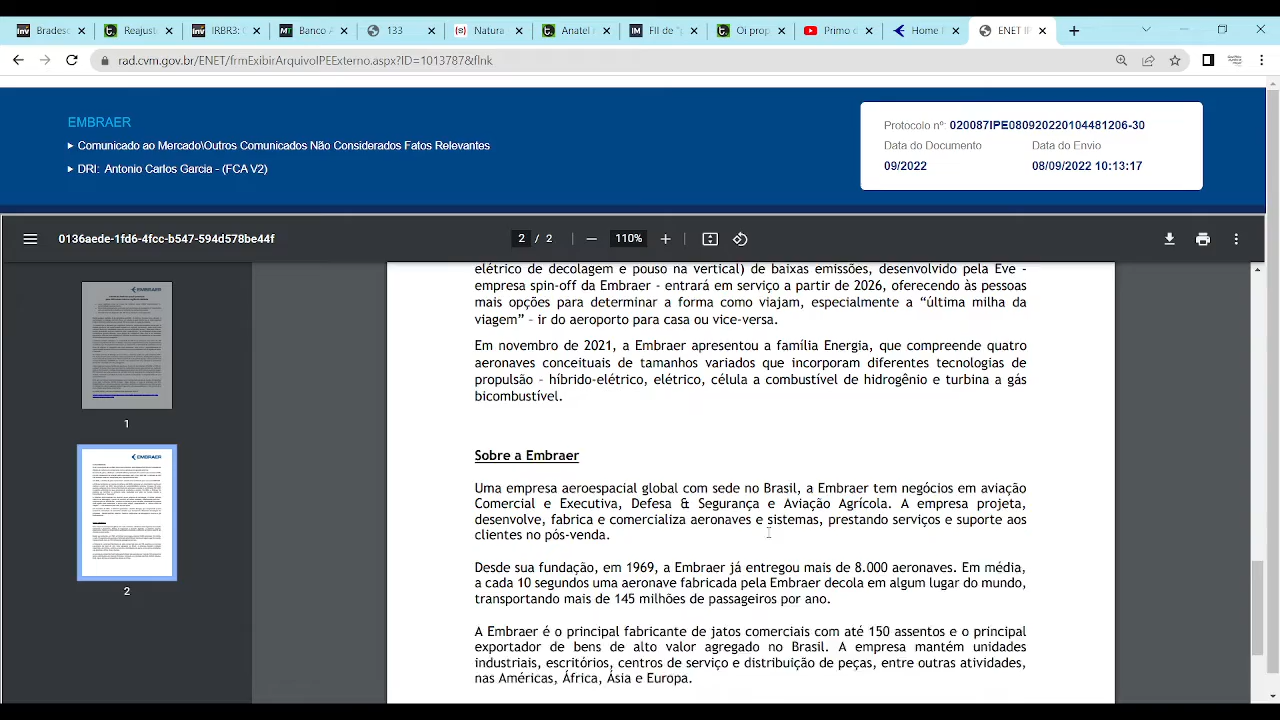 Bradesc
Reajust
IRBR3:
Banco A
133
Natura
Anatel
FII de "
Oi prop
Primo d
Home
ENET IP
rad.cvm.gov.br/ENET/frmExibirArquivoIPEExterno.aspx?ID=1013787&flnk
EMBRAER
Comunicado ao Mercado\Outros Comunicados Não Considerados Fatos Relevantes
DRI: Antonio Carlos Garcia - (FCA V2)
Protocolo nº: 020087IPE080920220104481206-30
Data do Documento Data do Envio
09/2022 08/09/2022 10:13:17
0136aede-1fd6-4fcc-b547-594d578be44f
2 / 2
110%
elétrico de decolagem e pouso na vertical) de baixas emissões, desenvolvido pela Eve -
empresa spin-off da Embraer - entrará em serviço a partir de 2026, oferecendo às pessoas
mais opções para determinar a forma como viajam, especialmente a “última milha da
viagem” – ir do aeroporto para casa ou vice-versa.
Em novembro de 2021, a Embraer apresentou a família Energia, que compreende quatro
aeronaves conceituais de tamanhos variados que incorporam diferentes tecnologias de
propulsão – híbrido-elétrico, elétrico, célula a combustível de hidrogênio e turbina a gás
bicombustível.
Sobre a Embraer
Uma empresa aeroespacial global com sede no Brasil, a Embraer tem negócios em aviação
Comercial e Executiva, Defesa & Segurança e Aviação Agrícola. A empresa projeta,
desenvolve, fabrica e comercializa aeronaves e sistemas, prestando serviços e suporte aos
clientes no pós-venda.
Desde sua fundação, em 1969, a Embraer já entregou mais de 8.000 aeronaves. Em média,
a cada 10 segundos uma aeronave fabricada pela Embraer decola em algum lugar do mundo,
transportando mais de 145 milhões de passageiros por ano.
A Embraer é o principal fabricante de jatos comerciais com até 150 assentos e o principal
exportador de bens de alto valor agregado no Brasil. A empresa mantém unidades
industriais, escritórios, centros de serviço e distribuição de peças, entre outras atividades,
nas Américas, África, Ásia e Europa.
EMBRAER
1
EMBRAER
2